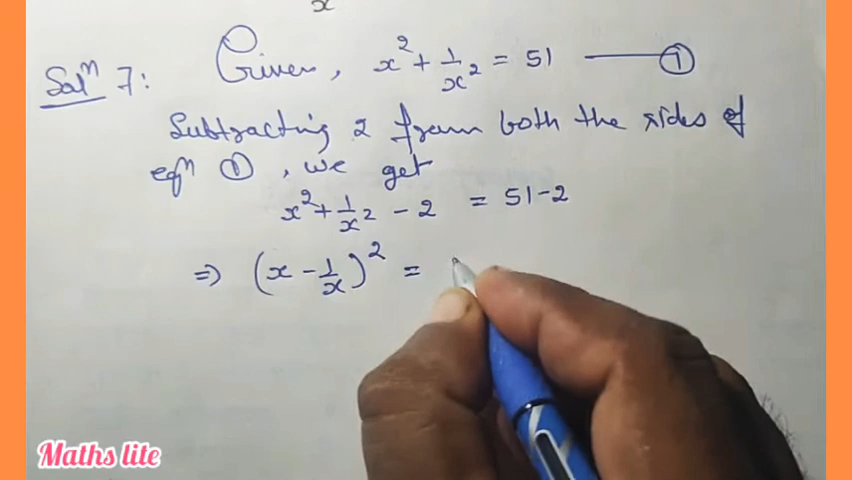 x
Solⁿ 7: Given, x² + 1/x² = 51 —— ①
Subtracting 2 from both the sides of
eqⁿ ①, we get
x² + 1/x² - 2 = 51 - 2
⇒ (x - 1/x)² =
Maths lite